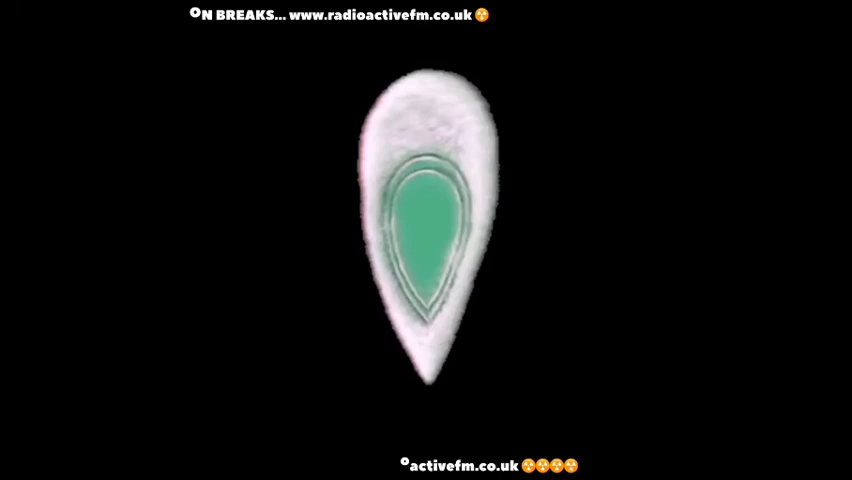 ON BREAKS... www.radioactivefm.co.uk☢
°activefm.co.uk☢☢☢☢